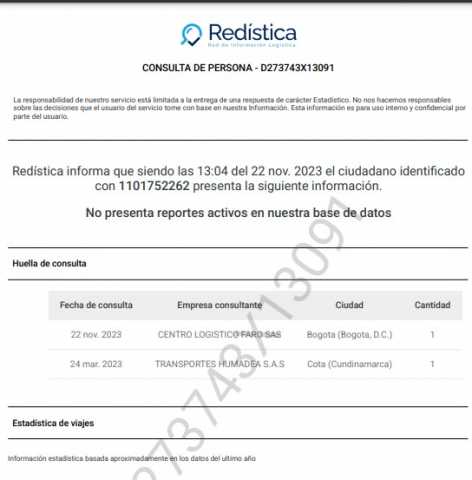 Redística
Red de Información Logística
CONSULTA DE PERSONA - D273743X13091
La responsabilidad de nuestro servicio está limitada a la entrega de una respuesta de carácter Estadístico. No nos hacemos responsables
sobre las decisiones que el usuario del servicio tome con base en nuestra Información. Esta información es para uso interno y confidencial por
parte del usuario.
Redística informa que siendo las 13:04 del 22 nov. 2023 el ciudadano identificado
con 1101752262 presenta la siguiente información.
No presenta reportes activos en nuestra base de datos
Huella de consulta
Fecha de consulta Empresa consultante Ciudad Cantidad
22 nov. 2023 CENTRO LOGISTICO FARO SAS Bogota (Bogota, D.C.) 1
24 mar. 2023 TRANSPORTES HUMADEA S.A.S Cota (Cundinamarca) 1
Estadística de viajes
Información estadística basada aproximadamente en los datos del ultimo año
273743X13091